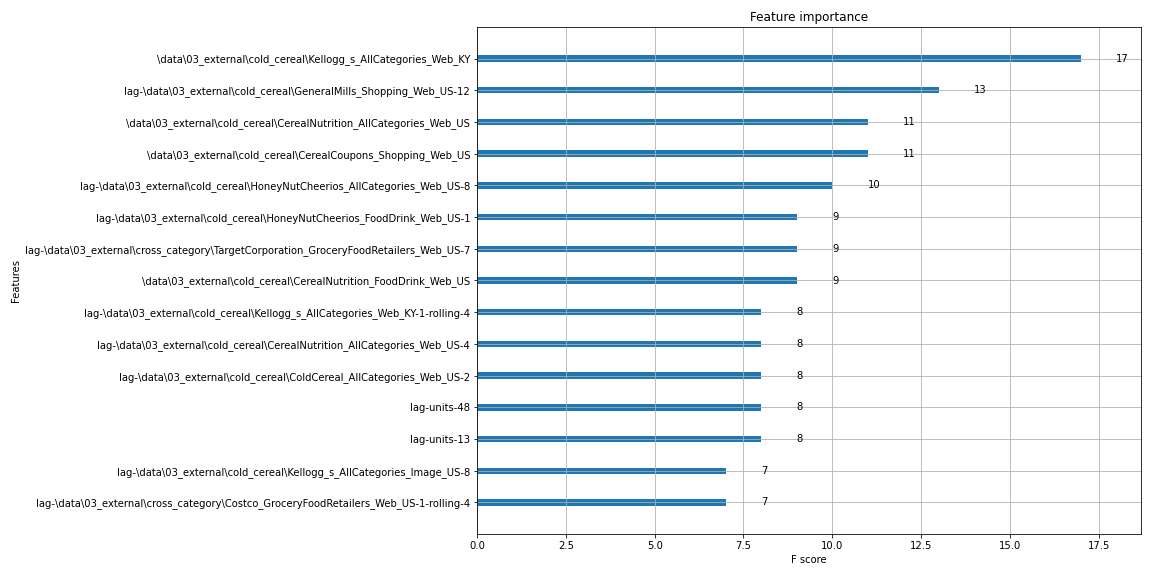 Feature importance
\data\03_external\cold_cereal\Kellogg_s_AllCategories_Web_KY 17
lag-\data\03_external\cold_cereal\GeneralMills_Shopping_Web_US-12 13
\data\03_external\cold_cereal\CerealNutrition_AllCategories_Web_US 11
\data\03_external\cold_cereal\CerealCoupons_Shopping_Web_US 11
lag-\data\03_external\cold_cereal\HoneyNutCheerios_AllCategories_Web_US-8 10
lag-\data\03_external\cold_cereal\HoneyNutCheerios_FoodDrink_Web_US-1 9
lag-\data\03_external\cross_category\TargetCorporation_GroceryFoodRetailers_Web_US-7 9
\data\03_external\cold_cereal\CerealNutrition_FoodDrink_Web_US 9
lag-\data\03_external\cold_cereal\Kellogg_s_AllCategories_Web_KY-1-rolling-4 8
lag-\data\03_external\cold_cereal\CerealNutrition_AllCategories_Web_US-4 8
lag-\data\03_external\cold_cereal\ColdCereal_AllCategories_Web_US-2 8
lag-units-48 8
lag-units-13 8
lag-\data\03_external\cold_cereal\Kellogg_s_AllCategories_Image_US-8 7
lag-\data\03_external\cross_category\Costco_GroceryFoodRetailers_Web_US-1-rolling-4 7
Features
0.0 2.5 5.0 7.5 10.0 12.5 15.0 17.5
F score